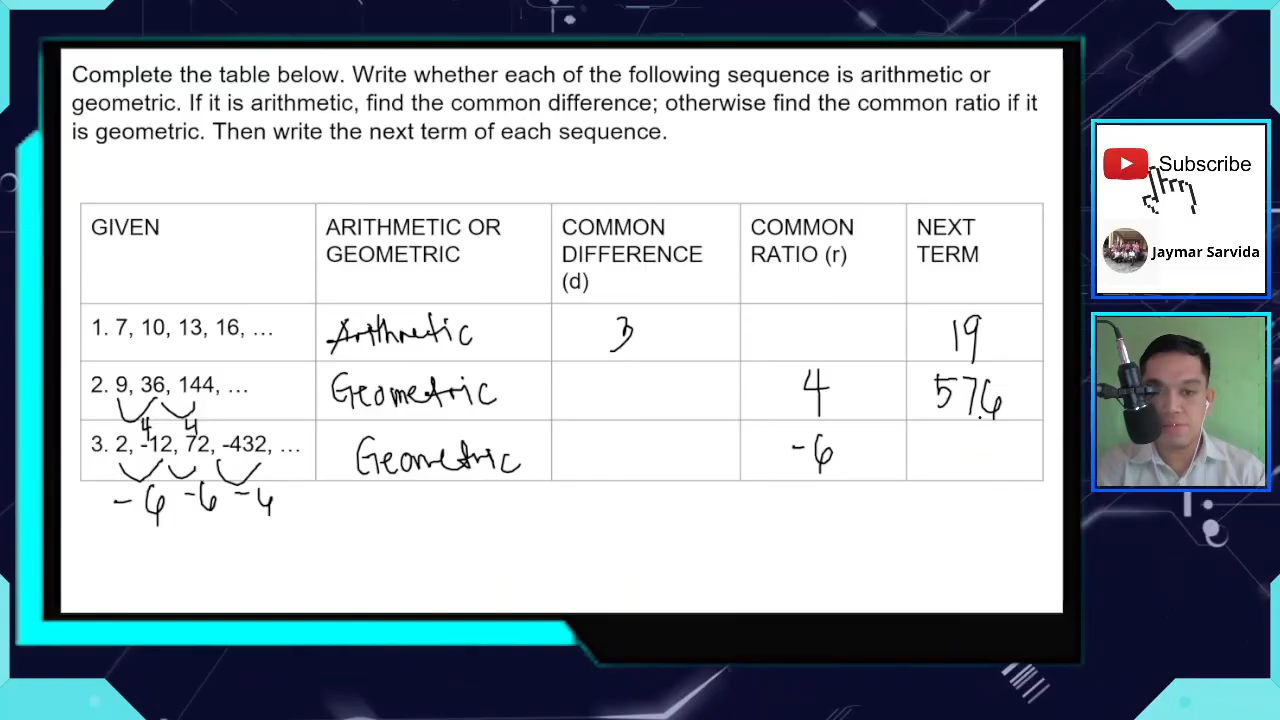 Complete the table below. Write whether each of the following sequence is arithmetic or
geometric. If it is arithmetic, find the common difference; otherwise find the common ratio if it
is geometric. Then write the next term of each sequence.
GIVEN
ARITHMETIC OR
GEOMETRIC
COMMON
DIFFERENCE
(d)
COMMON
RATIO (r)
NEXT
TERM
1. 7, 10, 13, 16, …
Arithmetic
3
19
2. 9, 36, 144, …
Geometric
4
576
4 4
3. 2, -12, 72, -432, …
Geometric
-6
-6 -6 -6
Subscribe
Jaymar Sarvida